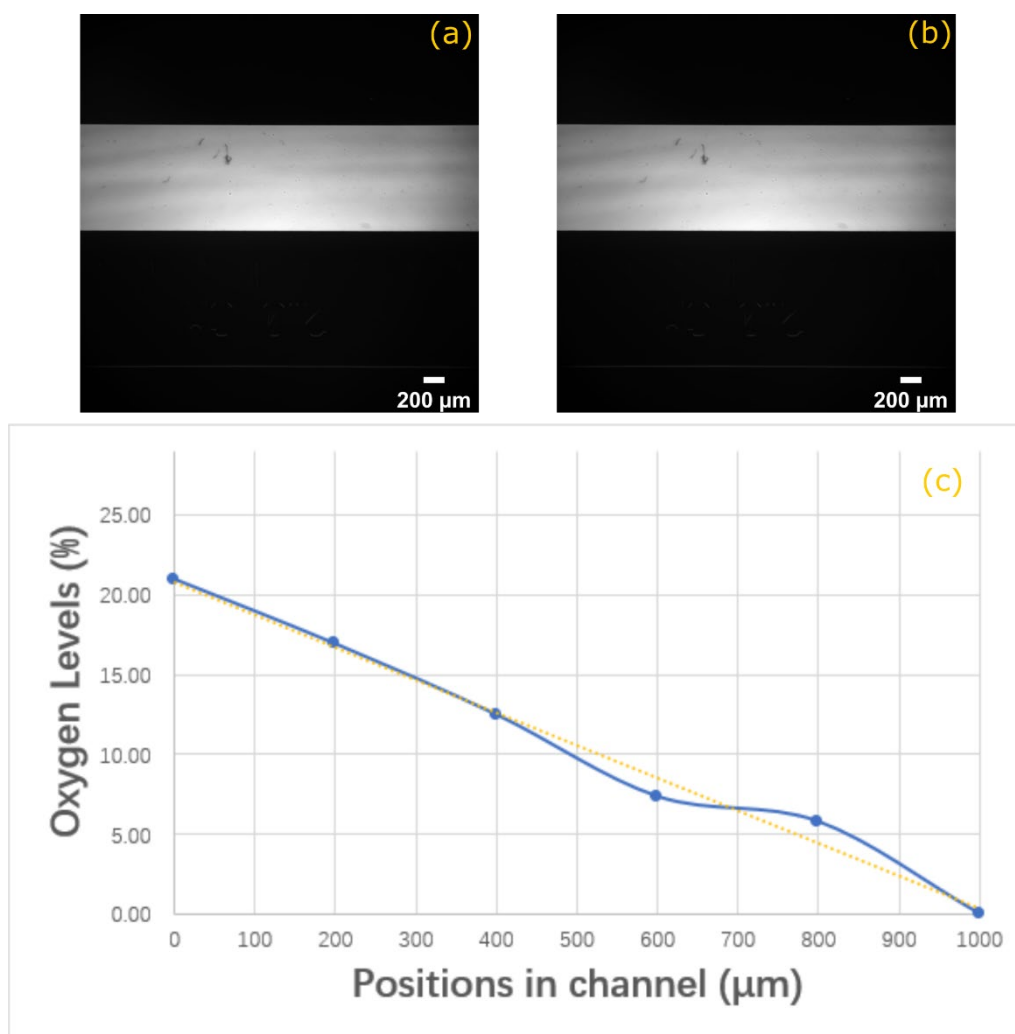 (a)
(b)
200 μm
200 μm
(c)
25.00
20.00
15.00
10.00
5.00
0.00
Oxygen Levels (%)
0 100 200 300 400 500 600 700 800 900 1000
Positions in channel (μm)